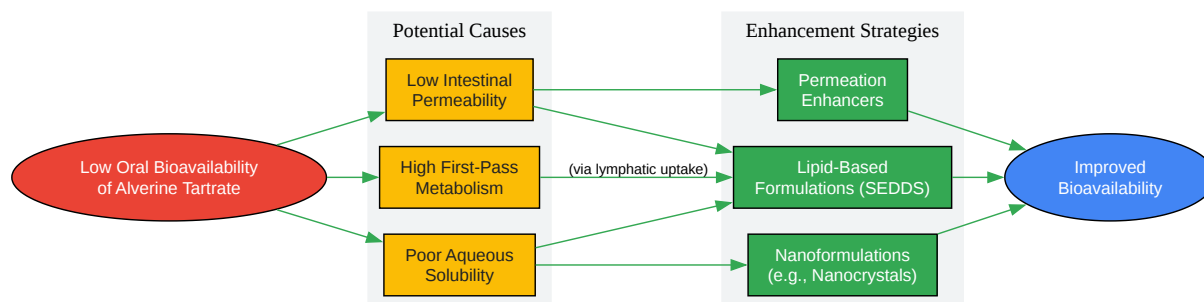 Potential Causes
Enhancement Strategies
Low Oral Bioavailability
of Alverine Tartrate
Low Intestinal
Permeability
High First-Pass
Metabolism
Poor Aqueous
Solubility
(via lymphatic uptake)
Permeation
Enhancers
Lipid-Based
Formulations (SEDDS)
Nanoformulations
(e.g., Nanocrystals)
Improved
Bioavailability